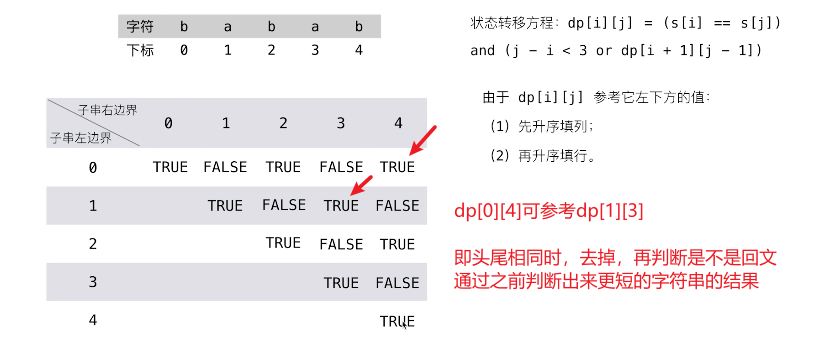 字符 b a b a b
下标 0 1 2 3 4
状态转移方程：dp[i][j] = (s[i] == s[j])
and (j - i < 3 or dp[i + 1][j - 1])
由于 dp[i][j] 参考它左下方的值：
(1) 先升序填列；
(2) 再升序填行。
子串右边界
子串左边界
0 1 2 3 4
0 TRUE FALSE TRUE FALSE TRUE
1 TRUE FALSE TRUE FALSE
2 TRUE FALSE TRUE
3 TRUE FALSE
4 TRUE
dp[0][4]可参考dp[1][3]
即头尾相同时，去掉，再判断是不是回文
通过之前判断出来更短的字符串的结果